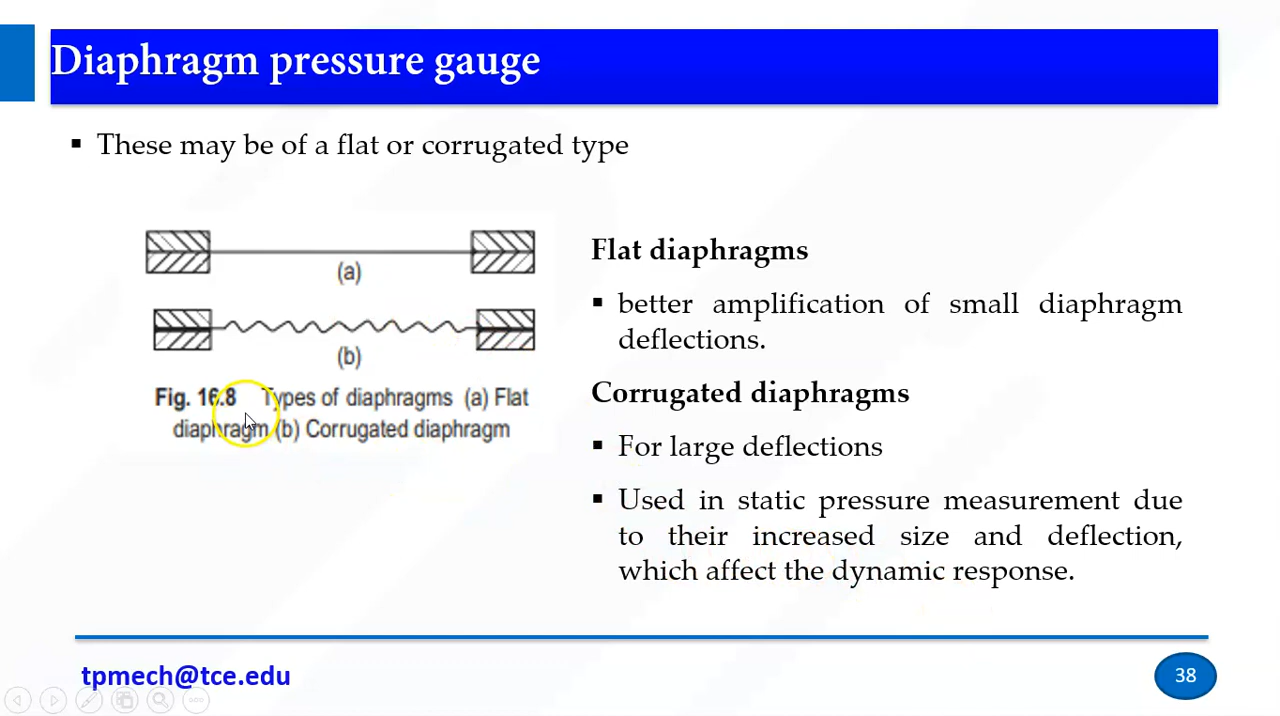 Diaphragm pressure gauge
▪ These may be of a flat or corrugated type
(a)
(b)
Fig. 16.8 Types of diaphragms (a) Flat
diaphragm (b) Corrugated diaphragm
Flat diaphragms
▪ better amplification of small diaphragm
deflections.
Corrugated diaphragms
▪ For large deflections
▪ Used in static pressure measurement due
to their increased size and deflection,
which affect the dynamic response.
tpmech@tce.edu
38